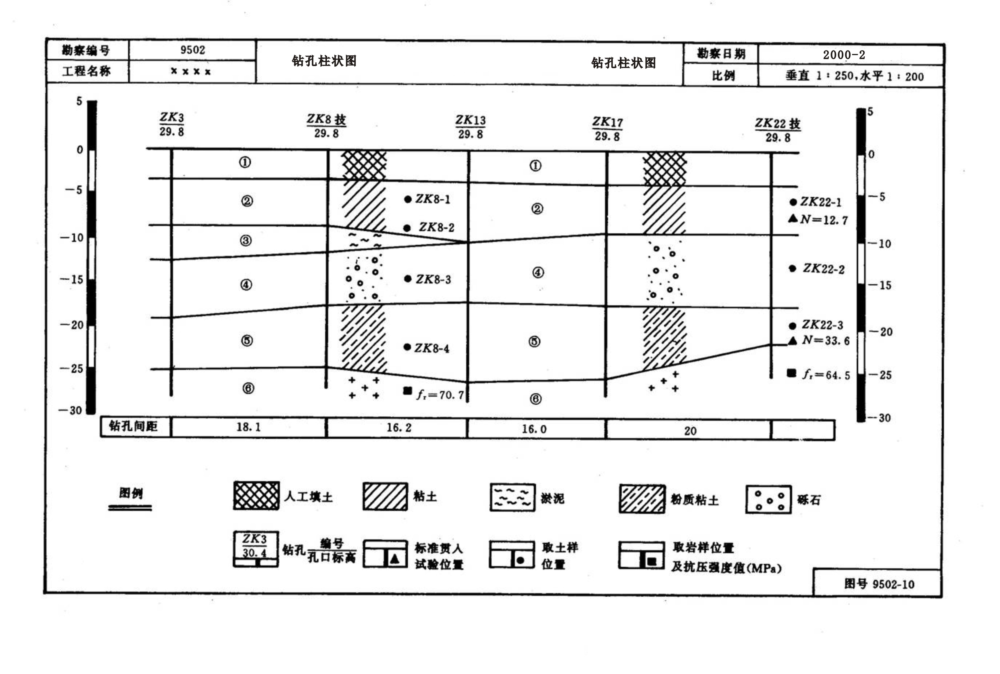 勘察编号 9502 钻孔柱状图 钻孔柱状图 勘察日期 2000-2
工程名称 ×××× 比例 垂直 1:250,水平 1:200
5 5
ZK3 ZK8 技 ZK13 ZK17 ZK22 技
29.8 29.8 29.8 29.8 29.8
0 0
① ①
-5 -5
② ZK8-1 ② ZK22-1
N=12.7
ZK8-2
-10 -10
③
ZK8-3 ④ ZK22-2
-15 -15
④
-20 -20
ZK22-3
⑤ ZK8-4 ⑤ N=33.6
-25 -25
fr=64.5
⑥ fr=70.7 ⑥
-30 -30
钻孔间距 18.1 16.2 16.0 20
图例 人工填土 粘土 淤泥 粉质粘土 砾石
ZK3
30.4
钻孔 编号
孔口标高
标准贯入
试验位置
取土样
位置
取岩样位置
及抗压强度值(MPa)
图号 9502-10